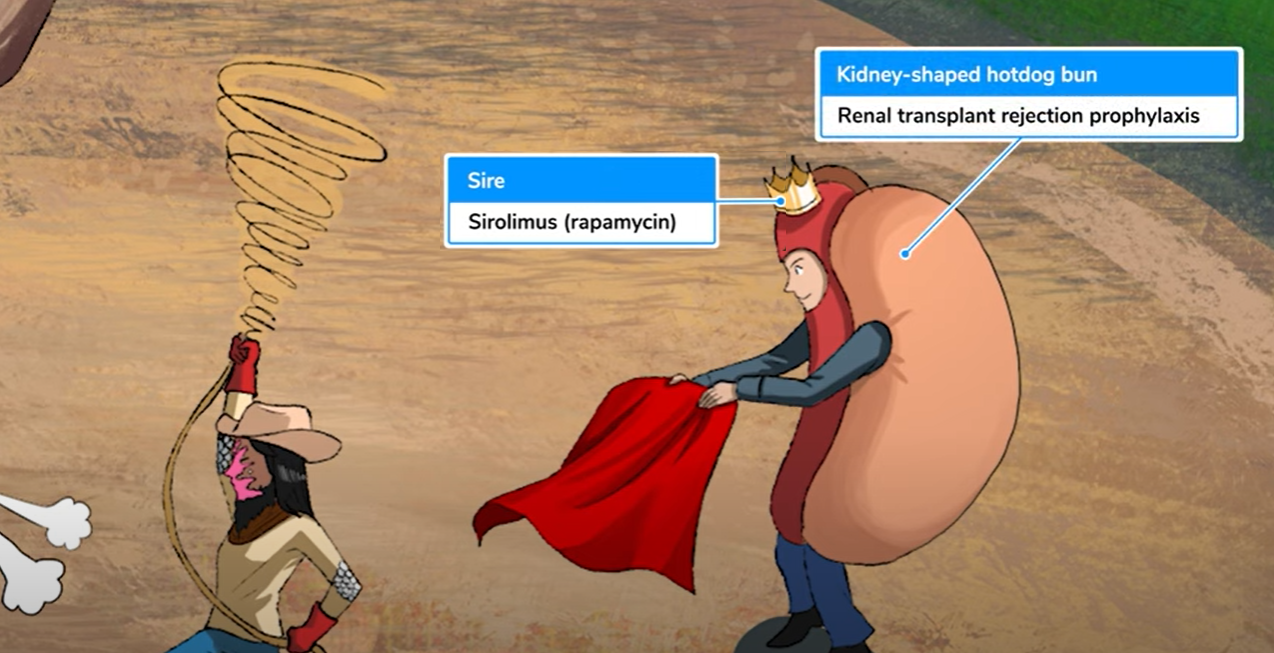 Kidney-shaped hotdog bun
Renal transplant rejection prophylaxis
Sire
Sirolimus (rapamycin)